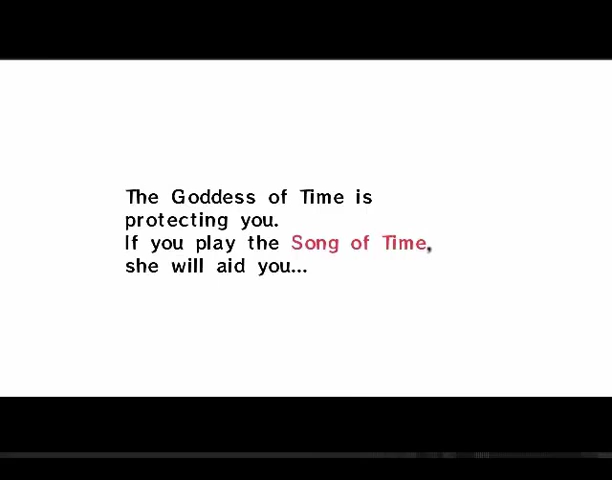 The Goddess of Time is
protecting you.
If you play the Song of Time,
she will aid you...